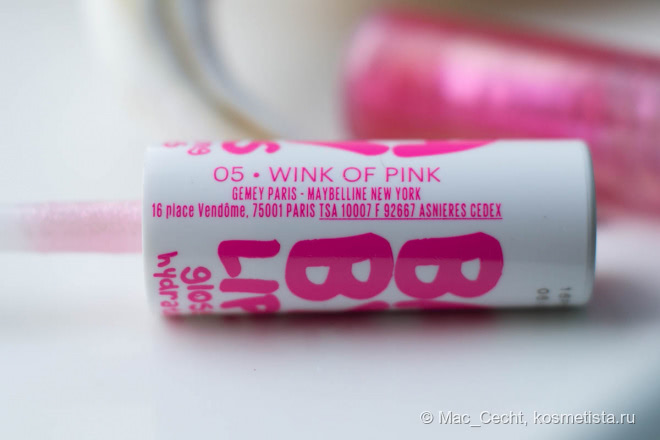 05 • WINK OF PINK
GEMEY PARIS - MAYBELLINE NEW YORK
16 place Vendôme, 75001 PARIS TSA 10007 F 92667 ASNIERES CEDEX
LIP
© Mac_Cecht, kosmetista.ru